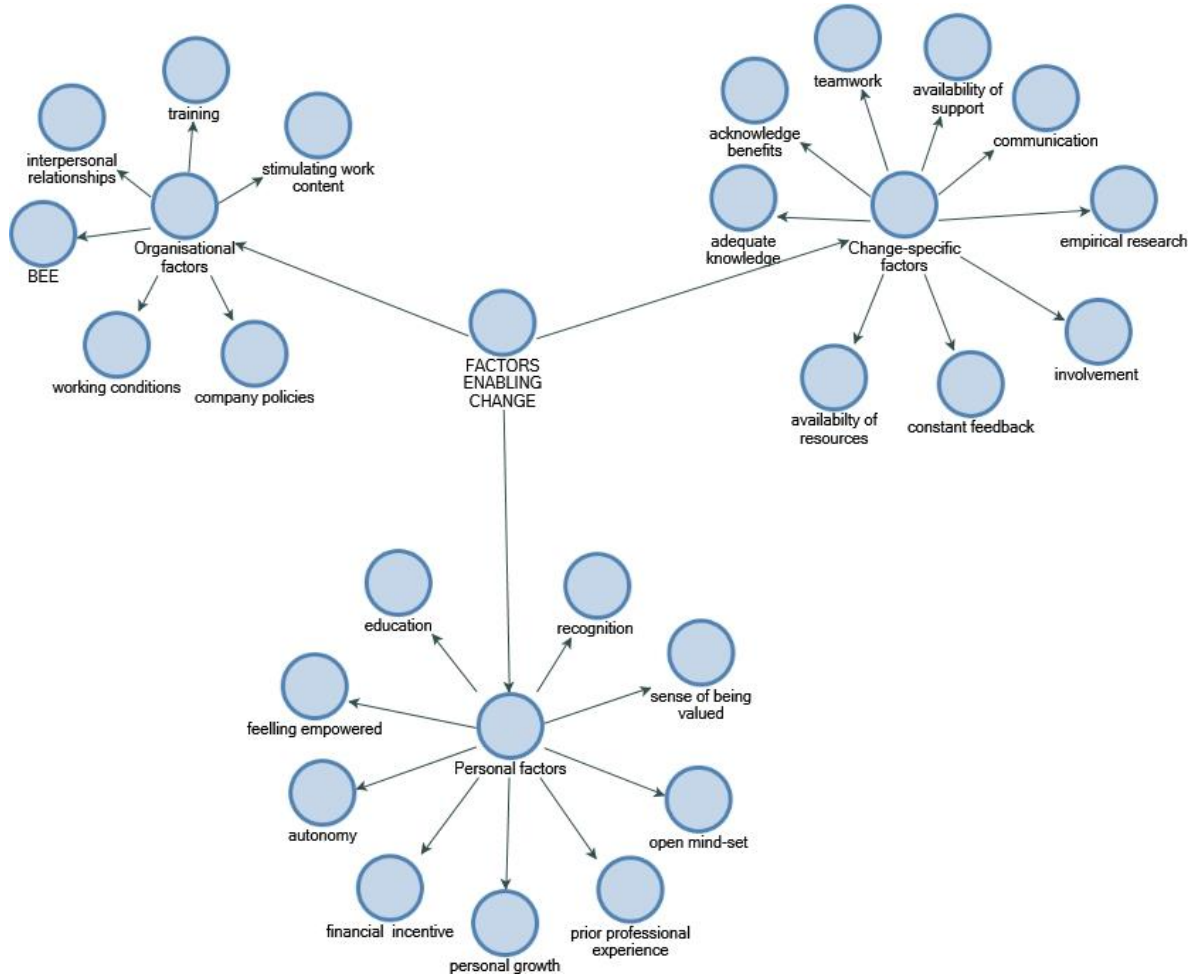 training
interpersonal
relationships
stimulating work
content
BEE
Organisational
factors
working conditions
company policies
teamwork
availability of
support
acknowledge
benefits
communication
adequate
knowledge
Change-specific
factors
empirical research
involvement
availabilty of
resources
constant feedback
FACTORS
ENABLING
CHANGE
education
recognition
feelling empowered
sense of being
valued
Personal factors
autonomy
open mind-set
financial incentive
personal growth
prior professional
experience